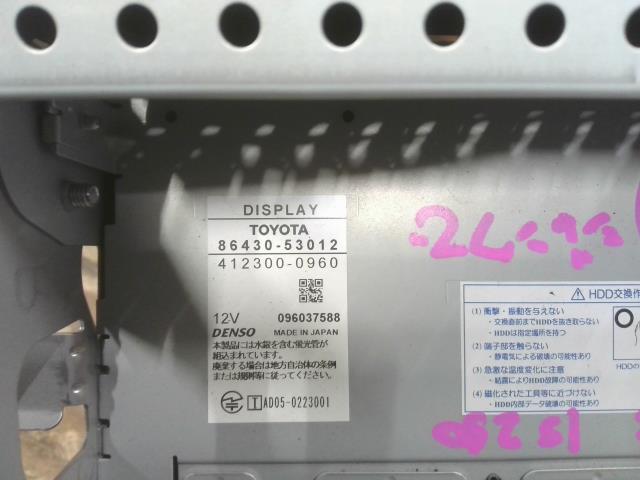 DISPLAY
TOYOTA
86430-53012
412300-0960
12V 096037588
DENSO MADE IN JAPAN
本製品には水銀を含む蛍光管が
組込まれています。
廃棄する場合は地方自治体の条例
または規則等に従ってください。
AD05-0223001
⚠ HDD交換作
(1) 衝撃・振動を与えない
・交換直前までHDDを抜き取らない
・HDDは指定場所を持つ
(2) 端子部を触らない
・静電気による破壊の可能性あり
(3) 急激な温度変化に注意
・結露によりHDD故障の可能性あり
(4) 磁化された工具等に近づけない
・HDD内部データ破壊の可能性あり
HDDの